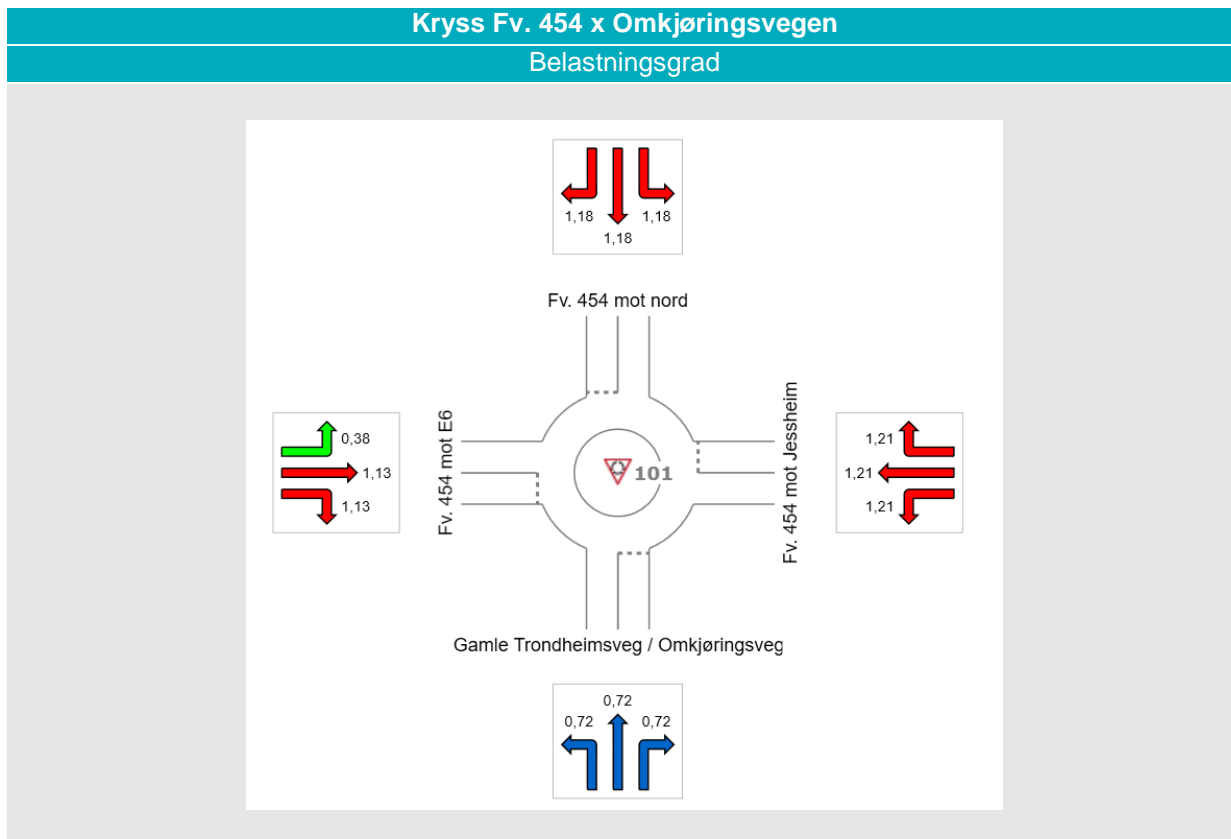 Kryss Fv. 454 x Omkjøringsvegen
Belastningsgrad
1,18
1,18
1,18
Fv. 454 mot nord
Fv. 454 mot E6
0,38
1,13
1,13
101
Fv. 454 mot Jessheim
1,21
1,21
1,21
Gamle Trondheimsveg / Omkjøringsveg
0,72
0,72
0,72